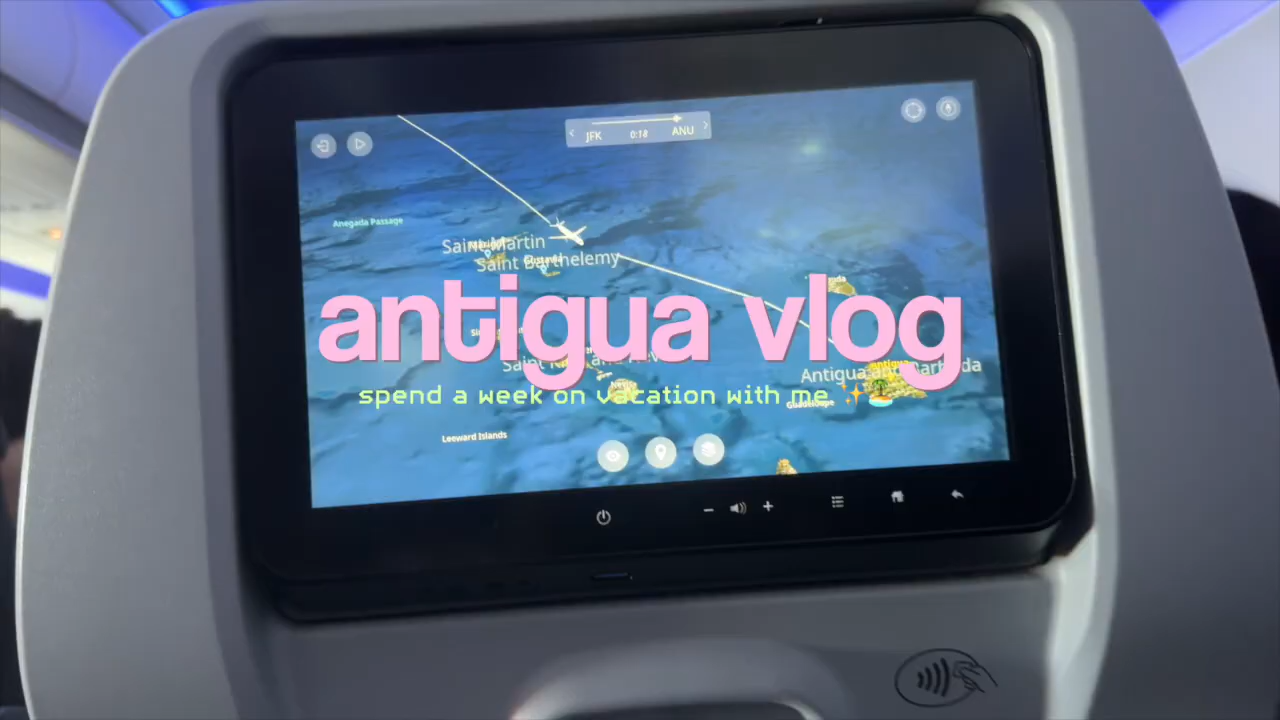 JFK 0:18 ANU
Anegada Passage
Saint Martin
Saint Barthelemy
antigua vlog
Antigua and Barbuda
spend a week on vacation with me ✨🏝️
Guadeloupe
Leeward Islands